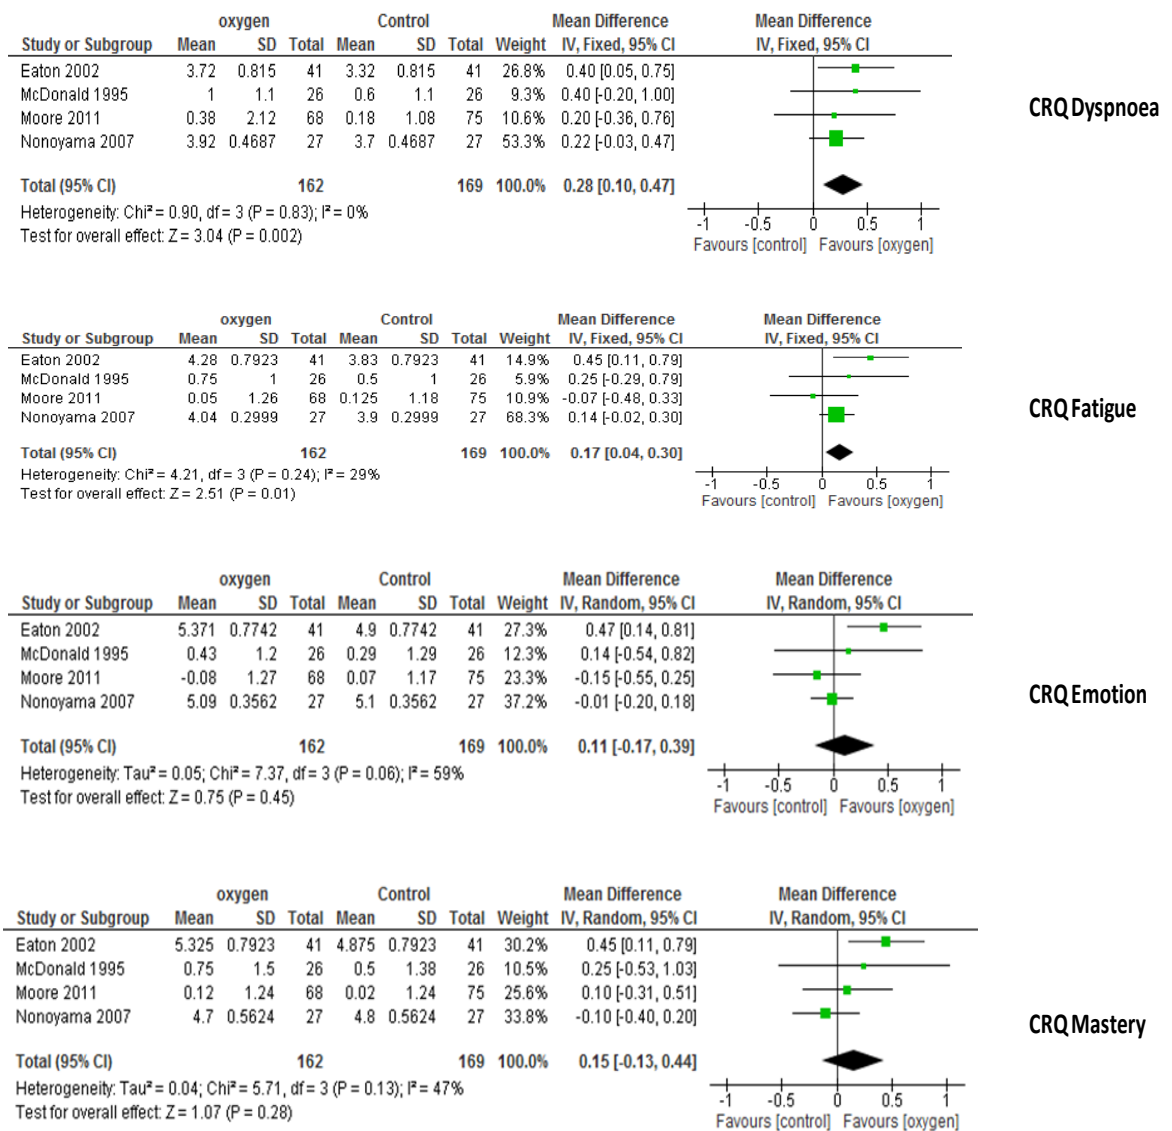 oxygen Control Mean Difference Mean Difference
Study or Subgroup Mean SD Total Mean SD Total Weight IV, Fixed, 95% CI IV, Fixed, 95% CI
Eaton 2002 3.72 0.815 41 3.32 0.815 41 26.8% 0.40 [0.05, 0.75]
McDonald 1995 1 1.1 26 0.6 1.1 26 9.3% 0.40 [-0.20, 1.00]
Moore 2011 0.38 2.12 68 0.18 1.08 75 10.6% 0.20 [-0.36, 0.76]
Nonoyama 2007 3.92 0.4687 27 3.7 0.4687 27 53.3% 0.22 [-0.03, 0.47]
CRQ Dyspnoea
Total (95% CI) 162 169 100.0% 0.28 [0.10, 0.47]
Heterogeneity: Chi² = 0.90, df = 3 (P = 0.83); I² = 0%
Test for overall effect: Z = 3.04 (P = 0.002)
-1 -0.5 0 0.5 1
Favours [control] Favours [oxygen]
oxygen Control Mean Difference Mean Difference
Study or Subgroup Mean SD Total Mean SD Total Weight IV, Fixed, 95% CI IV, Fixed, 95% CI
Eaton 2002 4.28 0.7923 41 3.83 0.7923 41 14.9% 0.45 [0.11, 0.79]
McDonald 1995 0.75 1 26 0.5 1 26 5.9% 0.25 [-0.29, 0.79]
Moore 2011 0.05 1.26 68 0.125 1.18 75 10.9% -0.07 [-0.48, 0.33]
Nonoyama 2007 4.04 0.2999 27 3.9 0.2999 27 68.3% 0.14 [-0.02, 0.30]
CRQ Fatigue
Total (95% CI) 162 169 100.0% 0.17 [0.04, 0.30]
Heterogeneity: Chi² = 4.21, df = 3 (P = 0.24); I² = 29%
Test for overall effect: Z = 2.51 (P = 0.01)
-1 -0.5 0 0.5 1
Favours [control] Favours [oxygen]
oxygen Control Mean Difference Mean Difference
Study or Subgroup Mean SD Total Mean SD Total Weight IV, Random, 95% CI IV, Random, 95% CI
Eaton 2002 5.371 0.7742 41 4.9 0.7742 41 27.3% 0.47 [0.14, 0.81]
McDonald 1995 0.43 1.2 26 0.29 1.29 26 12.3% 0.14 [-0.54, 0.82]
Moore 2011 -0.08 1.27 68 0.07 1.17 75 23.3% -0.15 [-0.55, 0.25]
Nonoyama 2007 5.09 0.3562 27 5.1 0.3562 27 37.2% -0.01 [-0.20, 0.18]
CRQ Emotion
Total (95% CI) 162 169 100.0% 0.11 [-0.17, 0.39]
Heterogeneity: Tau² = 0.05; Chi² = 7.37, df = 3 (P = 0.06); I² = 59%
Test for overall effect: Z = 0.75 (P = 0.45)
-1 -0.5 0 0.5 1
Favours [control] Favours [oxygen]
oxygen Control Mean Difference Mean Difference
Study or Subgroup Mean SD Total Mean SD Total Weight IV, Random, 95% CI IV, Random, 95% CI
Eaton 2002 5.325 0.7923 41 4.875 0.7923 41 30.2% 0.45 [0.11, 0.79]
McDonald 1995 0.75 1.5 26 0.5 1.38 26 10.5% 0.25 [-0.53, 1.03]
Moore 2011 0.12 1.24 68 0.02 1.24 75 25.6% 0.10 [-0.31, 0.51]
Nonoyama 2007 4.7 0.5624 27 4.8 0.5624 27 33.8% -0.10 [-0.40, 0.20]
CRQ Mastery
Total (95% CI) 162 169 100.0% 0.15 [-0.13, 0.44]
Heterogeneity: Tau² = 0.04; Chi² = 5.71, df = 3 (P = 0.13); I² = 47%
Test for overall effect: Z = 1.07 (P = 0.28)
-1 -0.5 0 0.5 1
Favours [control] Favours [oxygen]